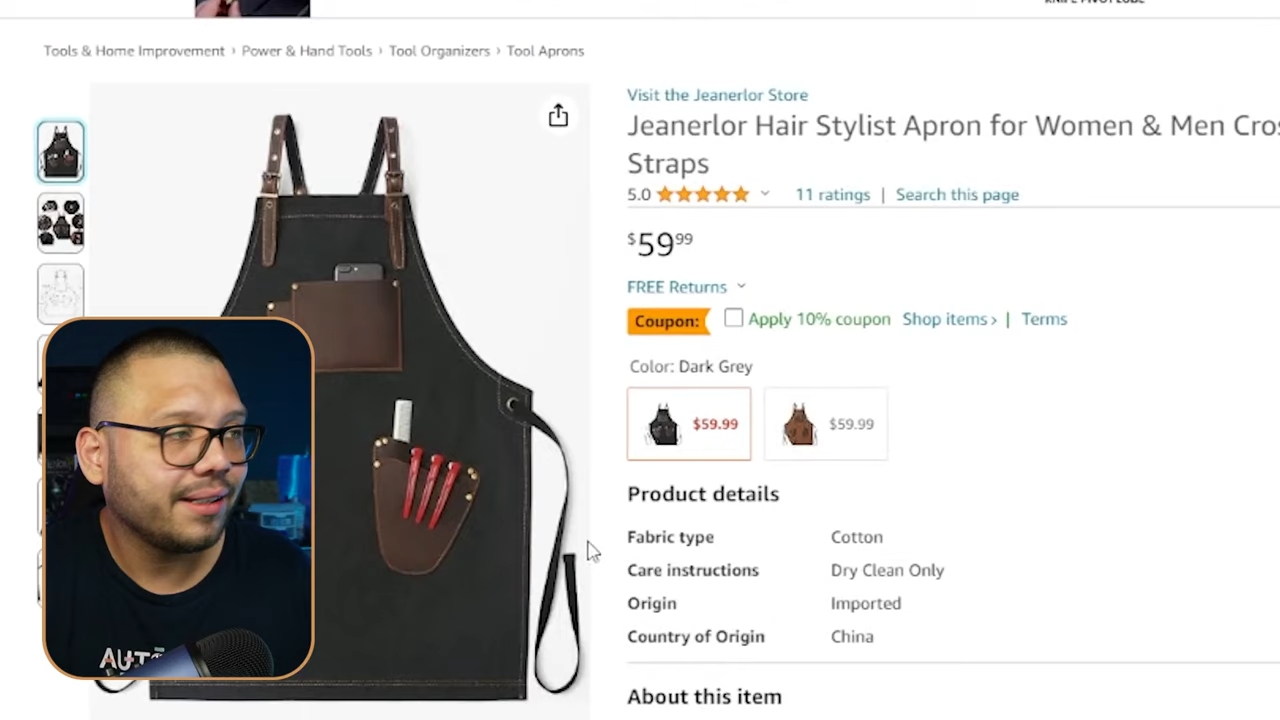 Tools & Home Improvement › Power & Hand Tools › Tool Organizers › Tool Aprons
Visit the Jeanerlor Store
Jeanerlor Hair Stylist Apron for Women & Men
Straps
5.0 11 ratings | Search this page
$59 99
FREE Returns
Coupon: Apply 10% coupon Shop items › | Terms
Color: Dark Grey
$59.99 $59.99
Product details
Fabric type Cotton
Care instructions Dry Clean Only
Origin Imported
Country of Origin China
About this item